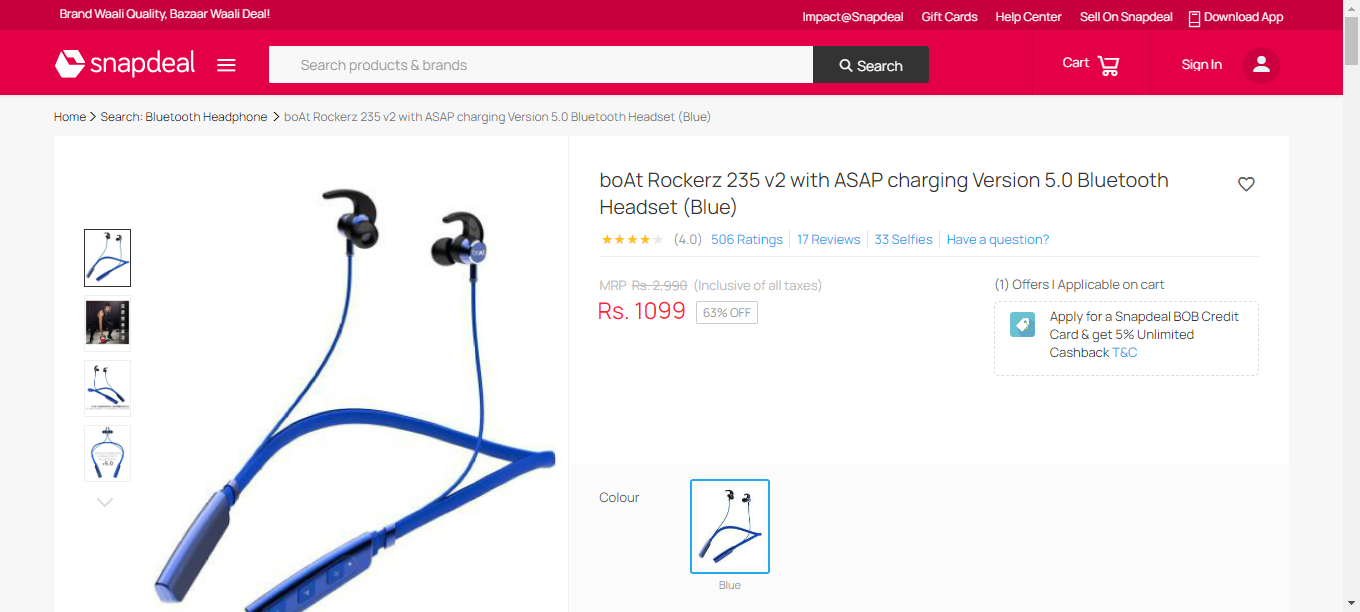 Brand Waali Quality, Bazaar Waali Deal!
Impact@Snapdeal Gift Cards Help Center Sell On Snapdeal Download App
snapdeal
Search products & brands
Search
Cart
Sign In
Home > Search: Bluetooth Headphone > boAt Rockerz 235 v2 with ASAP charging Version 5.0 Bluetooth Headset (Blue)
boAt Rockerz 235 v2 with ASAP charging Version 5.0 Bluetooth
Headset (Blue)
(4.0) 506 Ratings 17 Reviews 33 Selfies Have a question?
MRP Rs. 2,990 (Inclusive of all taxes)
Rs. 1099 63% OFF
(1) Offers | Applicable on cart
Apply for a Snapdeal BOB Credit
Card & get 5% Unlimited
Cashback T&C
boAt
Colour
Blue